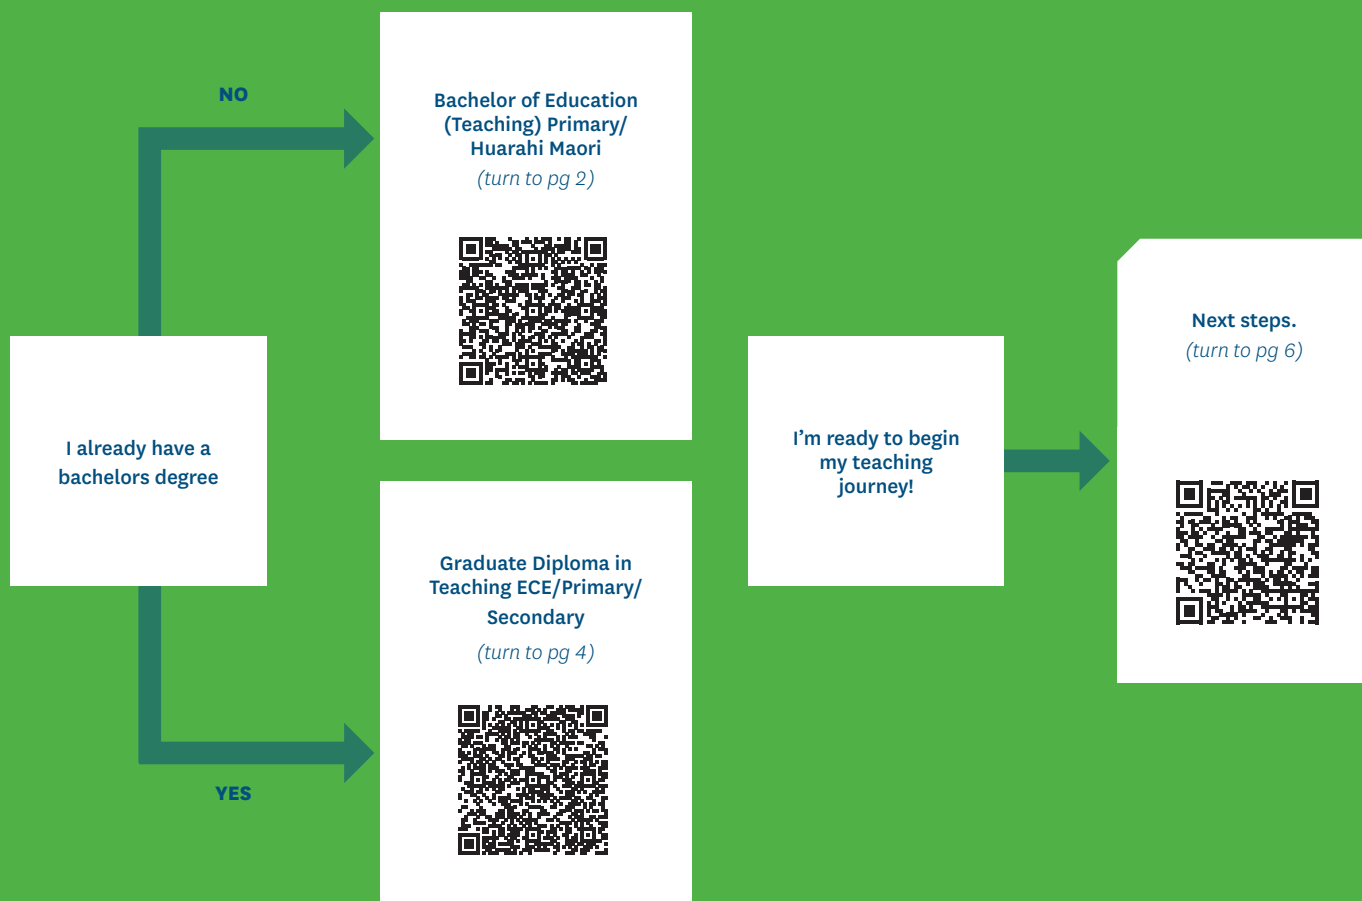 NO
Bachelor of Education
(Teaching) Primary/
Huarahi Maori
(turn to pg 2)
I already have a
bachelors degree
YES
Graduate Diploma in
Teaching ECE/Primary/
Secondary
(turn to pg 4)
I’m ready to begin
my teaching
journey!
Next steps.
(turn to pg 6)